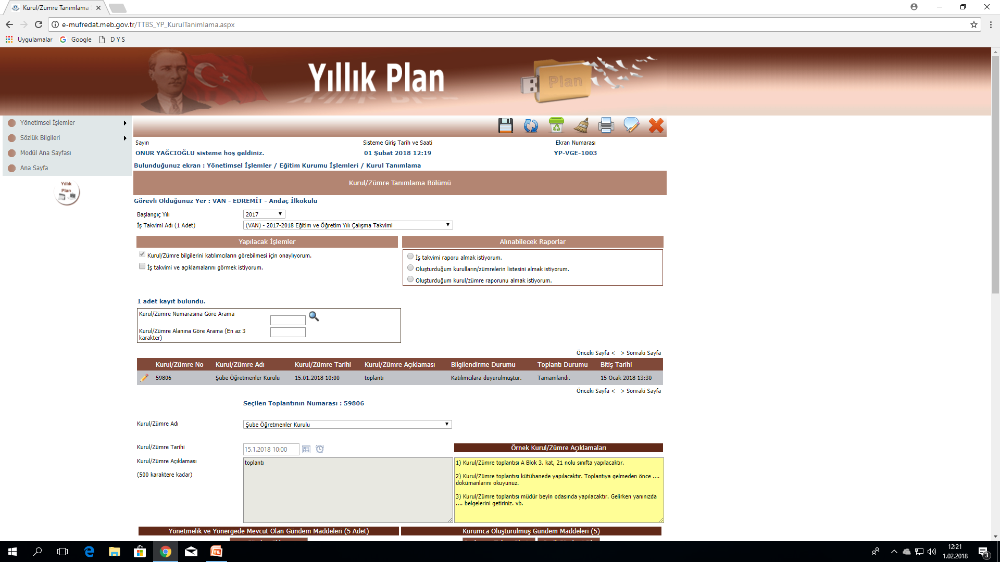 Kurul/Zümre Tanımlama
e-mufredat.meb.gov.tr/TTBS_YP_KurulTanimlama.aspx
Uygulamalar Google D Y S
Yıllık Plan
Plan
Yönetimsel İşlemler
Sözlük Bilgileri
Modül Ana Sayfası
Ana Sayfa
Yıllık
Plan
Sayın Sisteme Giriş Tarih ve Saati Ekran Numarası
ONUR YAĞCIOĞLU sisteme hoş geldiniz. 01 Şubat 2018 12:19 YP-VGE-1003
Bulunduğunuz ekran : Yönetimsel İşlemler / Eğitim Kurumu İşlemleri / Kurul Tanımlama
Kurul/Zümre Tanımlama Bölümü
Görevli Olduğunuz Yer : VAN - EDREMİT - Andaç İlkokulu
Başlangıç Yılı 2017
İş Takvimi Adı (1 Adet) (VAN) - 2017-2018 Eğitim ve Öğretim Yılı Çalışma Takvimi
Yapılacak İşlemler Alınabilecek Raporlar
Kurul/Zümre bilgilerini katılımcıların görebilmesi için onaylıyorum. İş takvimi raporu almak istiyorum.
İş takvimi ve açıklamalarını görmek istiyorum. Oluşturduğum kurulların/zümrelerin listesini almak istiyorum.
Oluşturduğum kurul/zümre raporunu almak istiyorum.
1 adet kayıt bulundu.
Kurul/Zümre Numarasına Göre Arama
Kurul/Zümre Alanına Göre Arama (En az 3
karakter)
Önceki Sayfa < > Sonraki Sayfa
Kurul/Zümre No Kurul/Zümre Adı Kurul/Zümre Tarihi Kurul/Zümre Açıklaması Bilgilendirme Durumu Toplantı Durumu Bitiş Tarihi
59806 Şube Öğretmenler Kurulu 15.01.2018 10:00 toplantı Katılımcılara duyurulmuştur. Tamamlandı. 15 Ocak 2018 13:30
Önceki Sayfa < > Sonraki Sayfa
Seçilen Toplantının Numarası : 59806
Kurul/Zümre Adı Şube Öğretmenler Kurulu
Kurul/Zümre Tarihi 15.1.2018 10:00 Örnek Kurul/Zümre Açıklamaları
Kurul/Zümre Açıklaması toplantı 1) Kurul/Zümre toplantısı A Blok 3. kat, 21 nolu sınıfta yapılacaktır.
(500 karaktere kadar) 2) Kurul/Zümre toplantısı kütühanede yapılacaktır. Toplantıya gelmeden önce ....
dokümanlarını okuyunuz.
3) Kurul/Zümre toplantısı müdür beyin odasında yapılacaktır. Gelirken yanınızda
.... belgelerini getiriniz. vb.
Yönetmelik ve Yönergede Mevcut Olan Gündem Maddeleri (5 Adet) Kurumca Oluşturulmuş Gündem Maddeleri (5)
12:21
1.02.2018
3